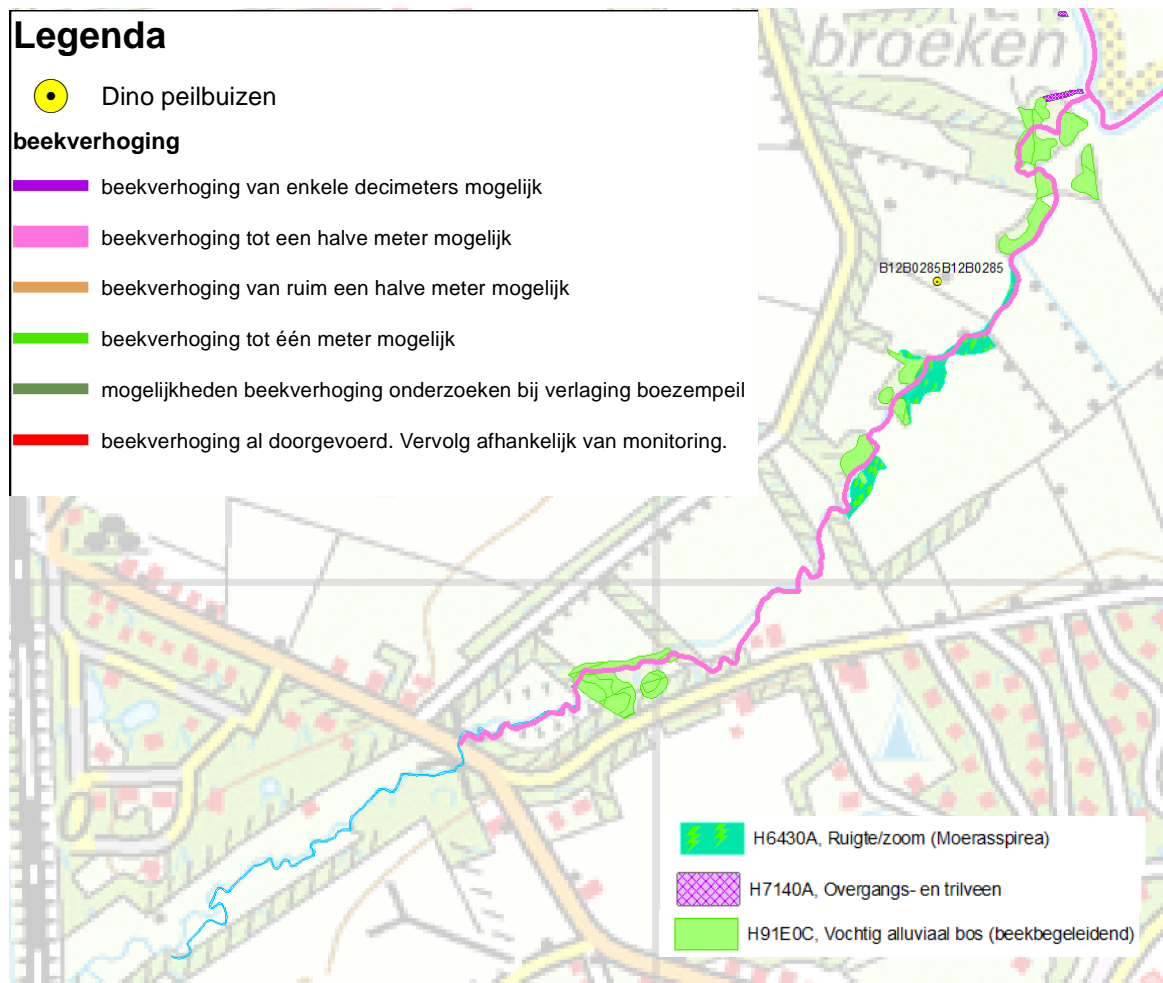 Legenda
Dino peilbuizen
beekverhoging
beekverhoging van enkele decimeters mogelijk
beekverhoging tot een halve meter mogelijk
beekverhoging van ruim een halve meter mogelijk
beekverhoging tot één meter mogelijk
mogelijkheden beekverhoging onderzoeken bij verlaging boezempeil
beekverhoging al doorgevoerd. Vervolg afhankelijk van monitoring.
broeken
B12B0285B12B0285
H6430A, Ruigte/zoom (Moerasspirea)
H7140A, Overgangs- en trilveen
H91E0C, Vochtig alluviaal bos (beekbegeleidend)